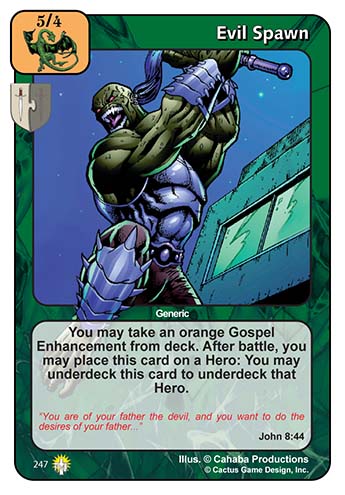 5/4
Evil Spawn
Generic
You may take an orange Gospel
Enhancement from deck. After battle, you
may place this card on a Hero: You may
underdeck this card to underdeck that
Hero.
"You are of your father the devil, and you want to do the
desires of your father..."
John 8:44
247
Illus. © Cahaba Productions
© Cactus Game Design, Inc.